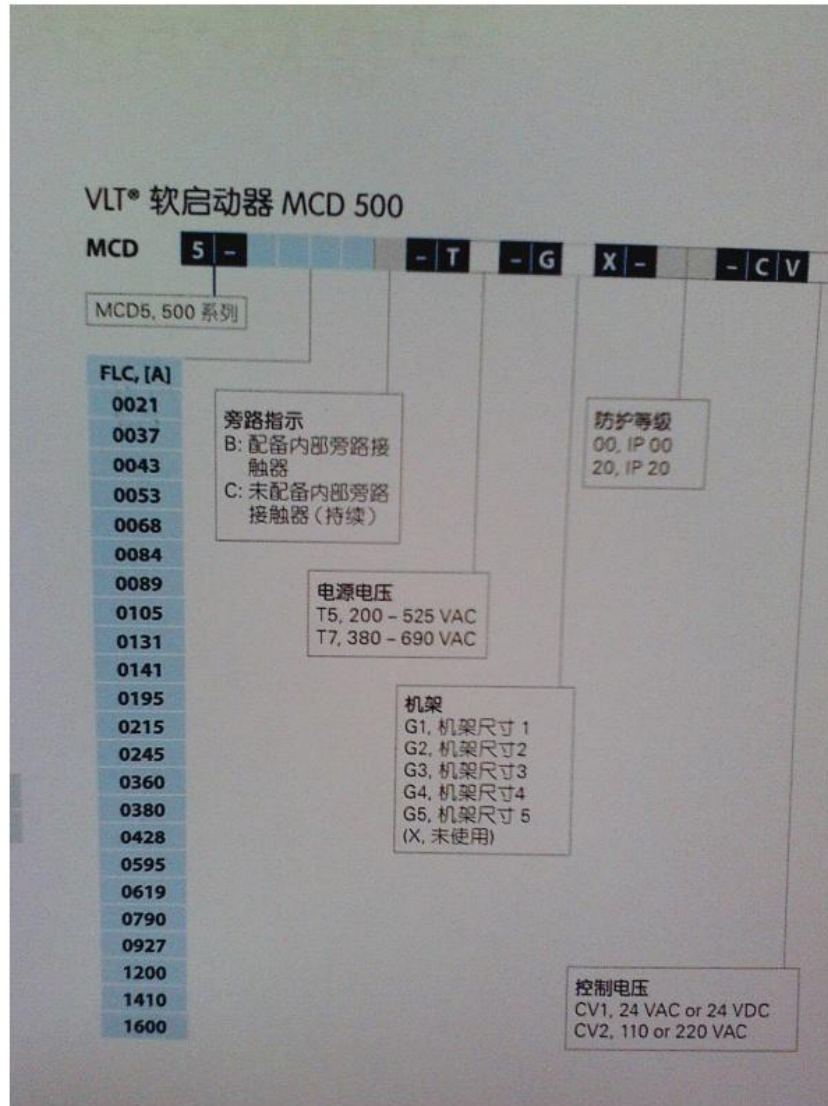 VLT® 软启动器 MCD 500
MCD 5 - - T - G X - - C V
MCD5, 500 系列
FLC, [A]
0021
0037
0043
0053
0068
0084
0089
0105
0131
0141
0195
0215
0245
0360
0380
0428
0595
0619
0790
0927
1200
1410
1600
旁路指示
B: 配备内部旁路接
触器
C: 未配备内部旁路
接触器(持续)
电源电压
T5, 200 – 525 VAC
T7, 380 – 690 VAC
机架
G1, 机架尺寸 1
G2, 机架尺寸2
G3, 机架尺寸3
G4, 机架尺寸4
G5, 机架尺寸 5
(X, 未使用)
防护等级
00, IP 00
20, IP 20
控制电压
CV1, 24 VAC or 24 VDC
CV2, 110 or 220 VAC